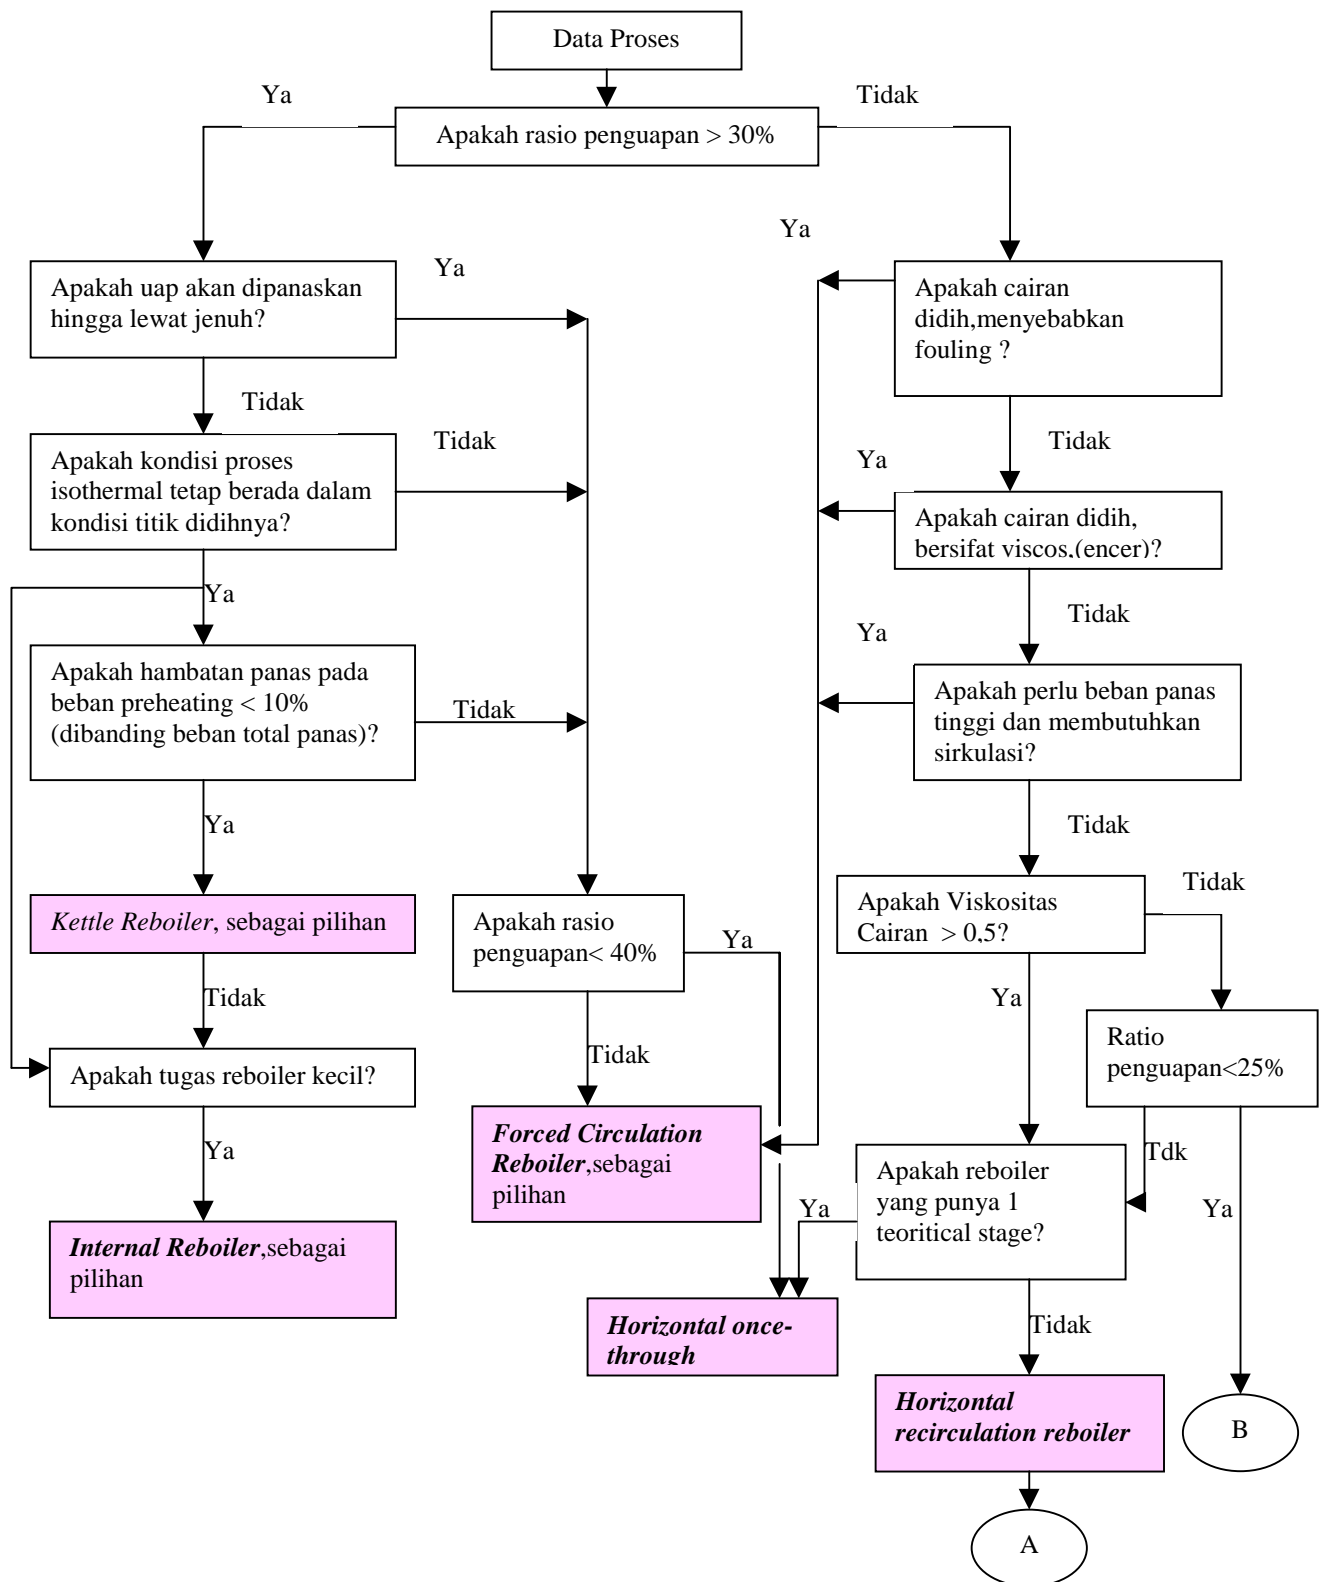 Data Proses
Ya
Tidak
Apakah rasio penguapan > 30%
Ya
Ya
Apakah uap akan dipanaskan
hingga lewat jenuh?
Apakah cairan
didih,menyebabkan
fouling ?
Tidak
Tidak
Tidak
Ya
Apakah kondisi proses
isothermal tetap berada dalam
kondisi titik didihnya?
Apakah cairan didih,
bersifat viscos,(encer)?
Ya
Tidak
Ya
Apakah hambatan panas pada
beban preheating < 10%
(dibanding beban total panas)?
Tidak
Apakah perlu beban panas
tinggi dan membutuhkan
sirkulasi?
Ya
Tidak
Tidak
Kettle Reboiler, sebagai pilihan
Apakah rasio
penguapan< 40%
Ya
Apakah Viskositas
Cairan > 0,5?
Tidak
Ya
Ratio
penguapan<25%
Tidak
Apakah tugas reboiler kecil?
Ya
Forced Circulation
Reboiler,sebagai
pilihan
Apakah reboiler
yang punya 1
teoritical stage?
Tdk
Ya
Ya
Internal Reboiler,sebagai
pilihan
Horizontal once-
through
Tidak
Horizontal
recirculation reboiler
B
A